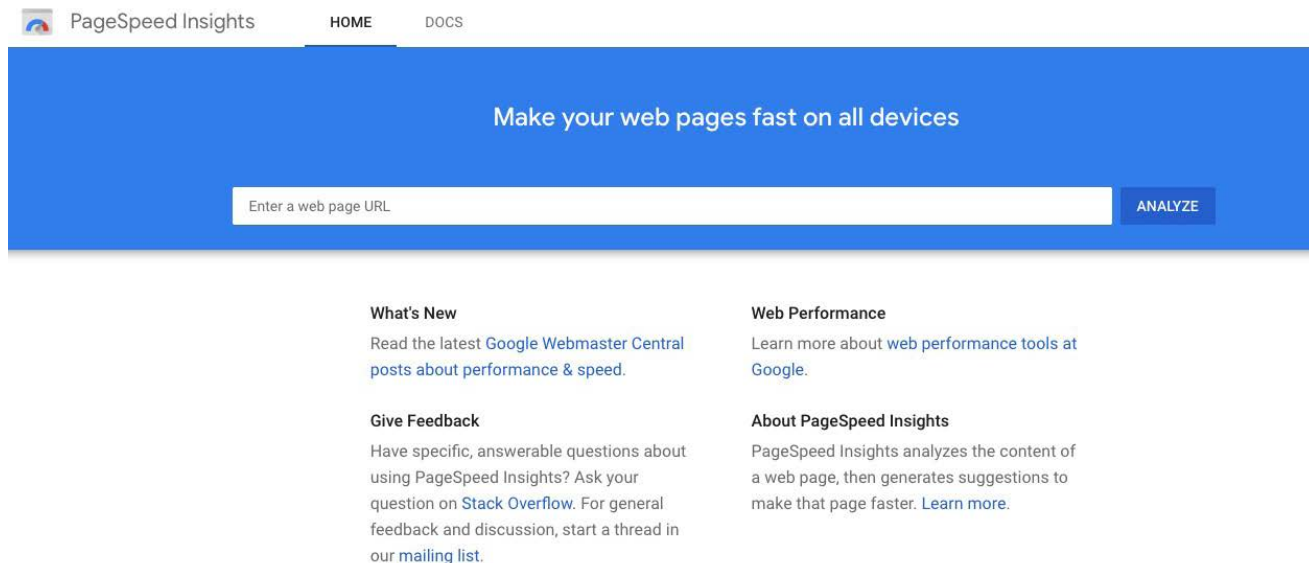 PageSpeed Insights
HOME
DOCS
Make your web pages fast on all devices
Enter a web page URL
ANALYZE
What's New
Read the latest Google Webmaster Central
posts about performance & speed.
Web Performance
Learn more about web performance tools at
Google.
Give Feedback
Have specific, answerable questions about
using PageSpeed Insights? Ask your
question on Stack Overflow. For general
feedback and discussion, start a thread in
our mailing list.
About PageSpeed Insights
PageSpeed Insights analyzes the content of
a web page, then generates suggestions to
make that page faster. Learn more.